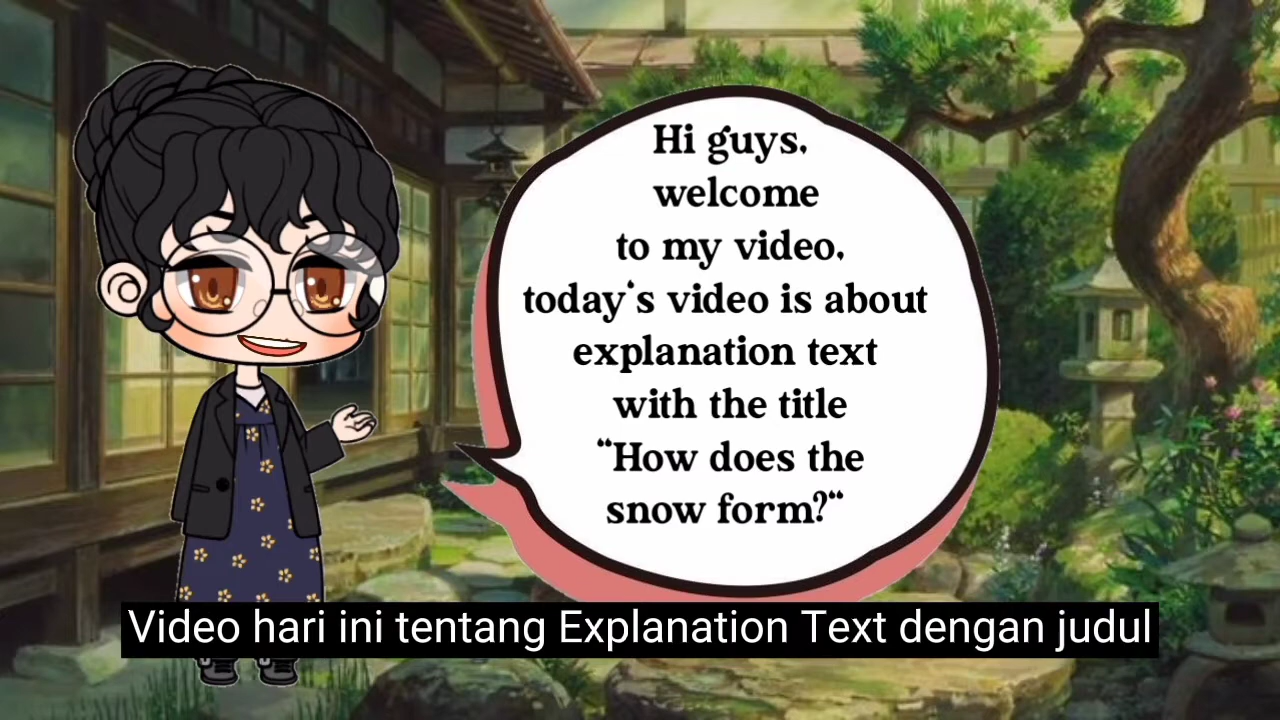 Hi guys,
welcome
to my video,
today's video is about
explanation text
with the title
"How does the
snow form?"
Video hari ini tentang Explanation Text dengan judul